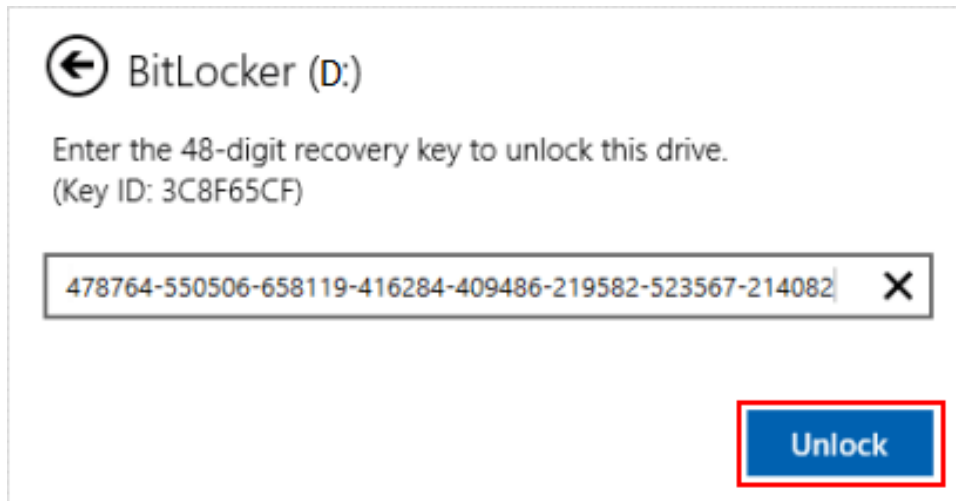 BitLocker (D:)
Enter the 48-digit recovery key to unlock this drive.
(Key ID: 3C8F65CF)
478764-550506-658119-416284-409486-219582-523567-214082
Unlock